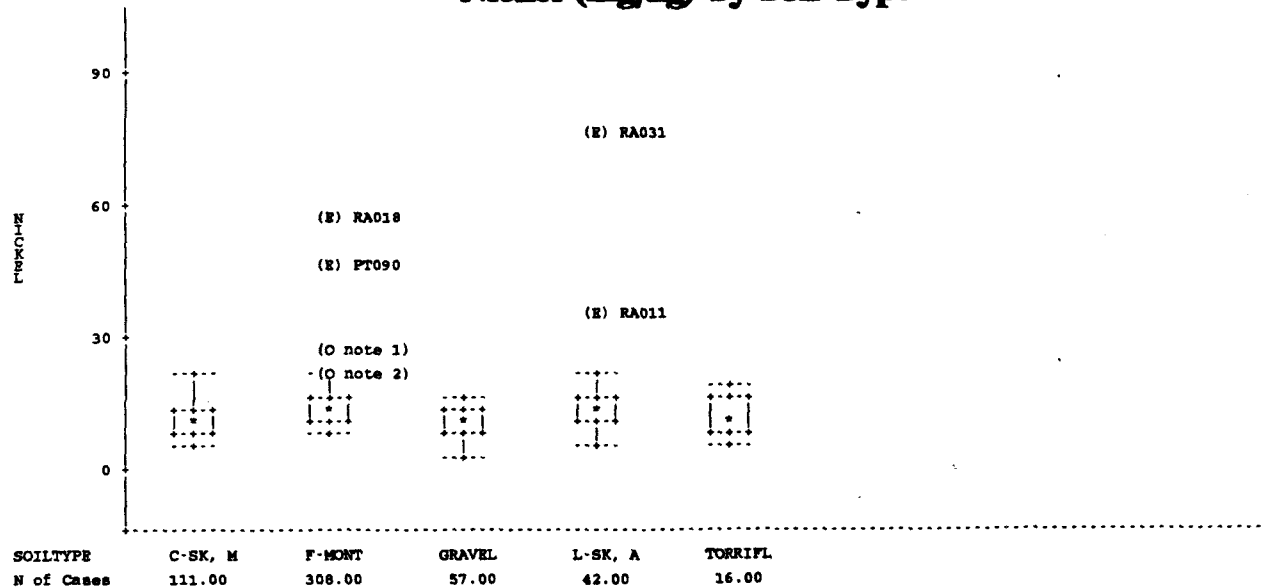 90
(E) RA031
60
(E) RA018
NICKEL
(E) PT090
(E) RA011
30
(O note 1)
(O note 2)
0
SOILTYPE C-SK, M F-MONT GRAVEL L-SK, A TORRIFL
N of Cases 111.00 308.00 57.00 42.00 16.00